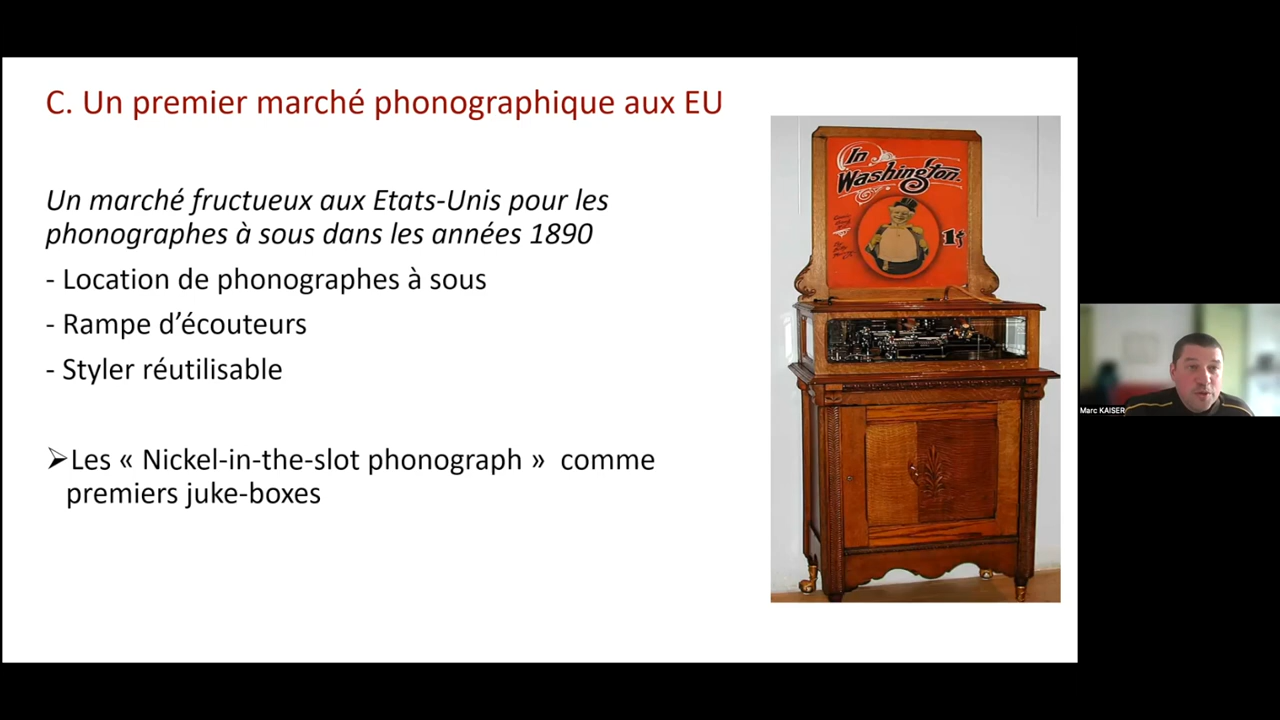 C. Un premier marché phonographique aux EU
Un marché fructueux aux Etats-Unis pour les
phonographes à sous dans les années 1890
- Location de phonographes à sous
- Rampe d’écouteurs
- Styler réutilisable
➢Les « Nickel-in-the-slot phonograph »  comme
premiers juke-boxes
In
Washington.
1¢
Marc KAISER